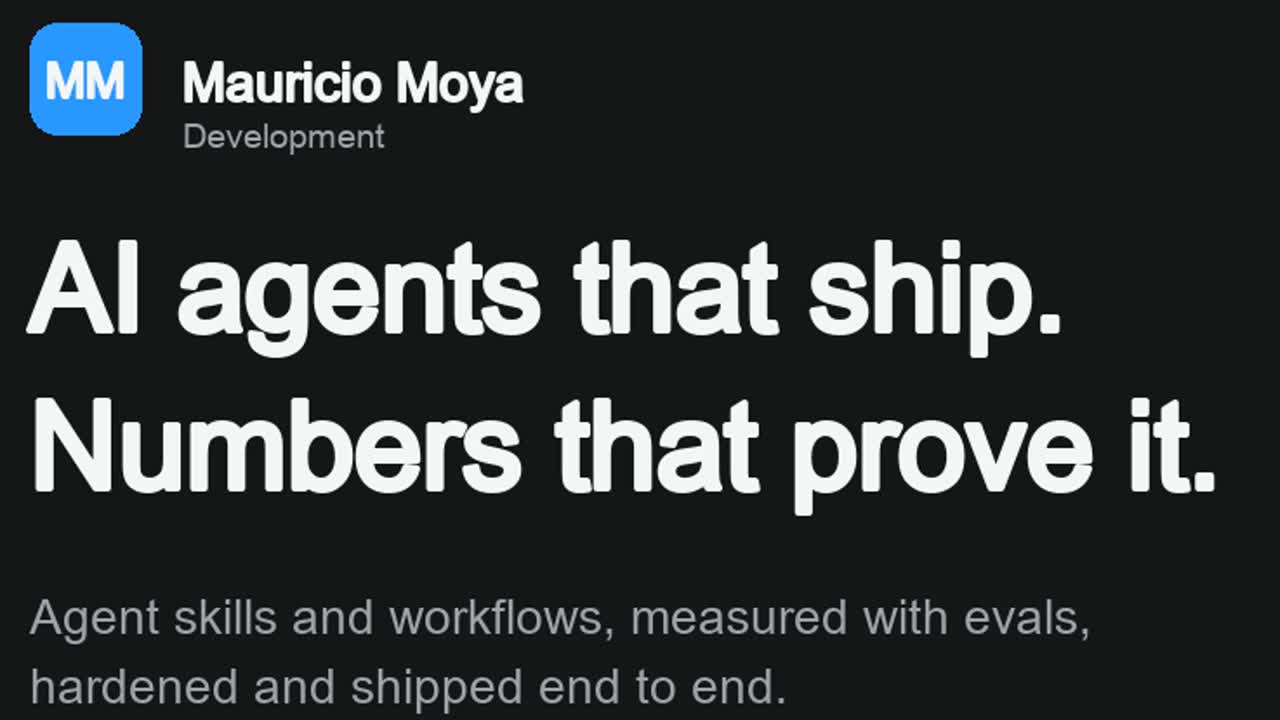 MM
Mauricio Moya
Development
AI agents that ship.
Numbers that prove it.
Agent skills and workflows, measured with evals,
hardened and shipped end to end.